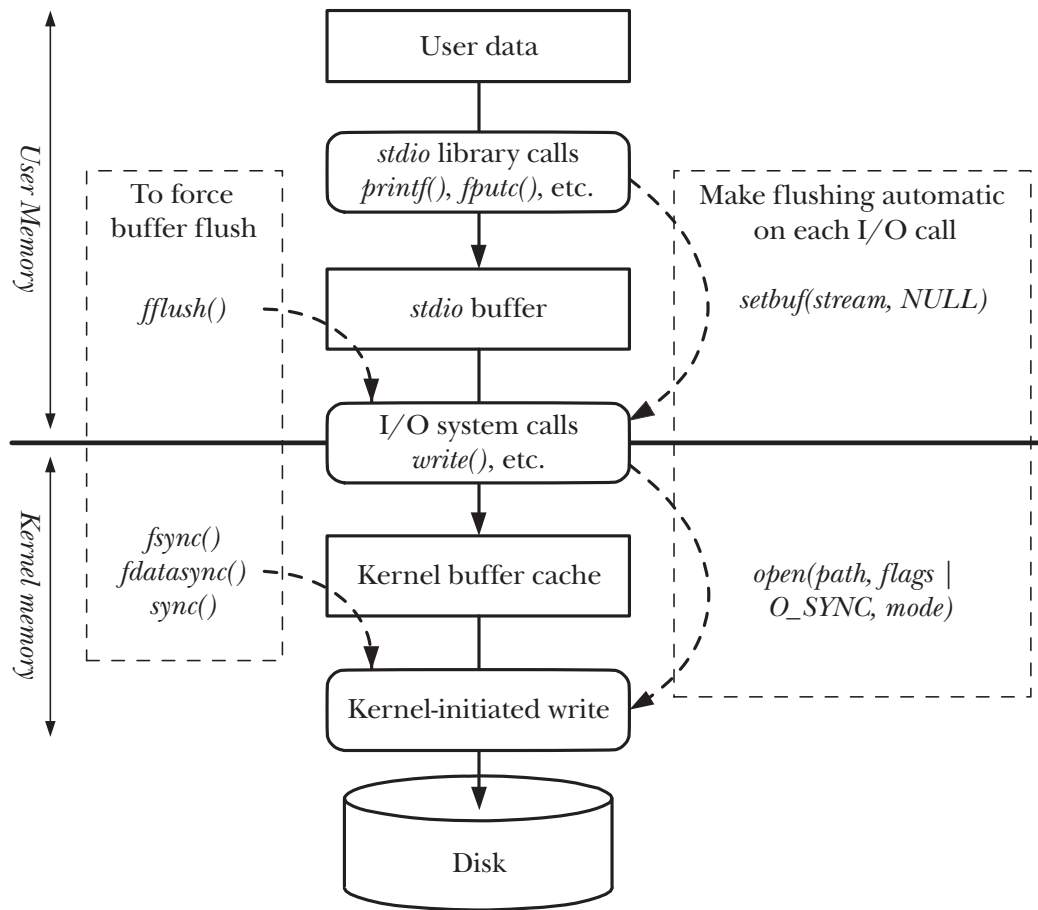 User data
stdio library calls
printf(), fputc(), etc.
User Memory
To force
buffer flush
Make flushing automatic
on each I/O call
fflush()
stdio buffer
setbuf(stream, NULL)
I/O system calls
write(), etc.
Kernel memory
fsync()
fdatasync()
sync()
Kernel buffer cache
open(path, flags |
O_SYNC, mode)
Kernel-initiated write
Disk